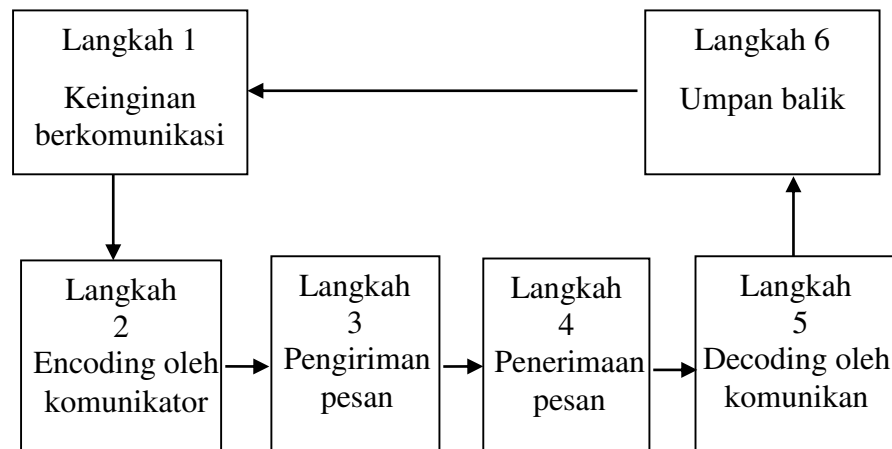 Langkah 1
Keinginan
berkomunikasi
Langkah 6
Umpan balik
Langkah
2
Encoding oleh
komunikator
Langkah
3
Pengiriman
pesan
Langkah
4
Penerimaan
pesan
Langkah
5
Decoding oleh
komunikan